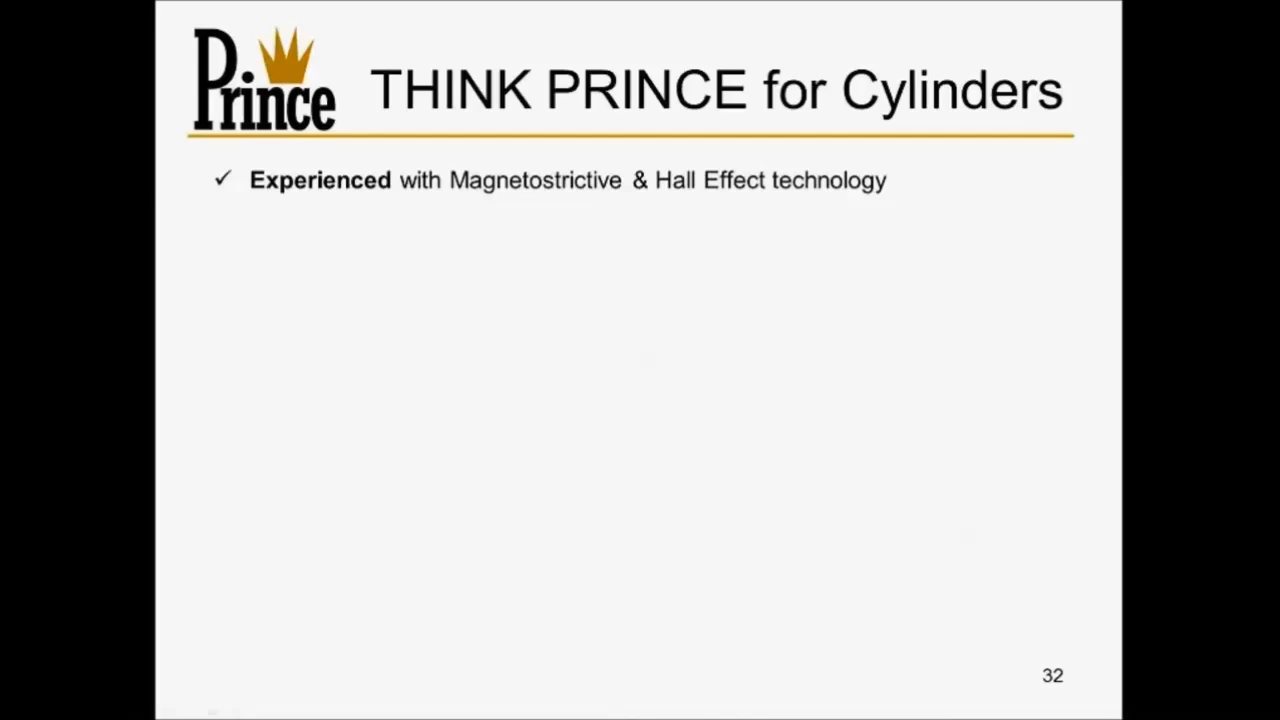 Prince
THINK PRINCE for Cylinders
✓ Experienced with Magnetostrictive & Hall Effect technology
32